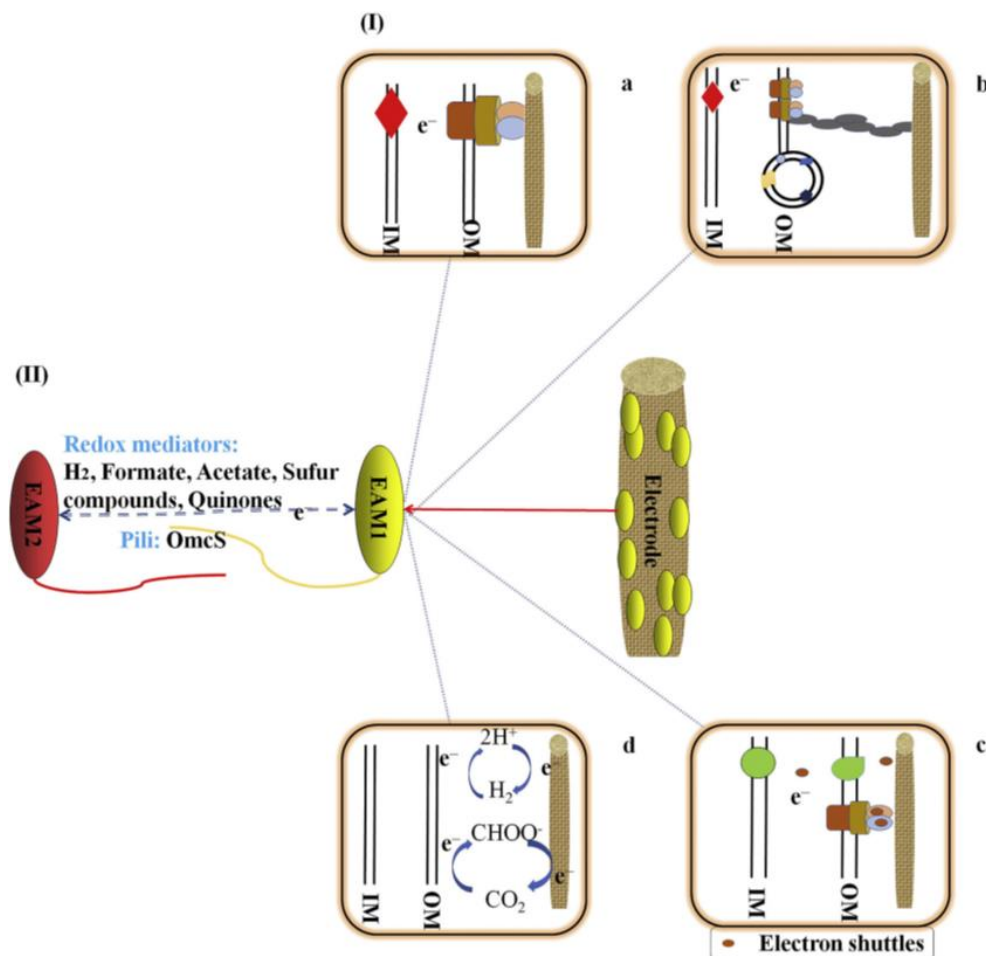 (I)
a
e⁻
IM
OM
b
e⁻
IM
OM
(II)
Redox mediators:
H2, Formate, Acetate, Sufur
compounds, Quinones
e⁻
Pili: OmcS
EAM2
EAM1
Electrode
d
2H⁺
e⁻
e⁻
H₂
CHOO⁻
e⁻
e⁻
CO₂
IM
OM
c
e⁻
IM
OM
Electron shuttles